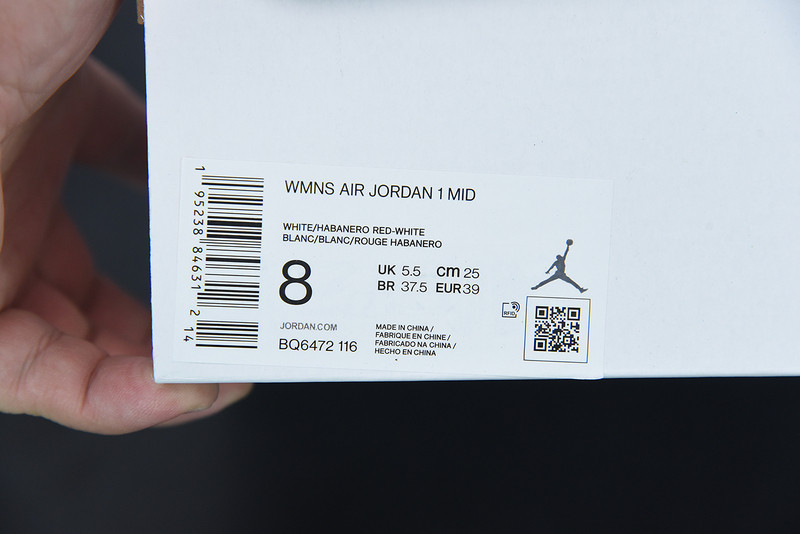 WMNS AIR JORDAN 1 MID
WHITE/HABANERO RED-WHITE
BLANC/BLANC/ROUGE HABANERO
8
UK 5.5 cm 25
BR 37.5 EUR 39
JORDAN.COM
BQ6472 116
MADE IN CHINA /
FABRIQUE EN CHINE /
FABRICADO NA CHINA /
HECHO EN CHINA
RFID
1 95238 84631 2 14